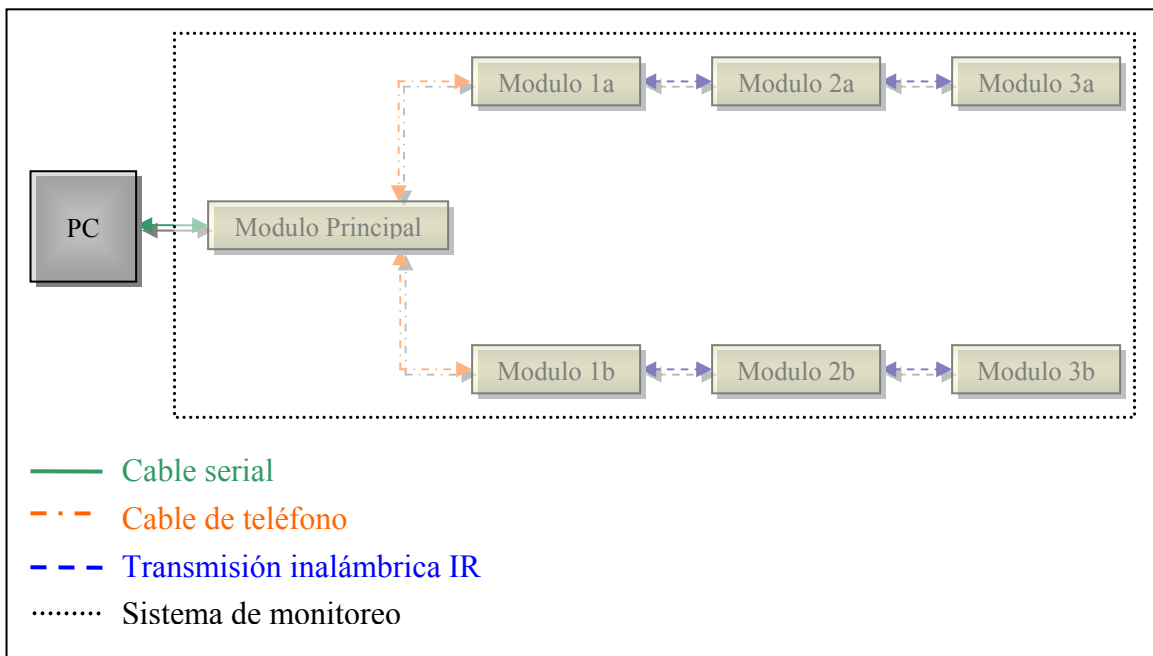 Modulo 1a
Modulo 2a
Modulo 3a
PC
Modulo Principal
Modulo 1b
Modulo 2b
Modulo 3b
Cable serial
Cable de teléfono
Transmisión inalámbrica IR
Sistema de monitoreo